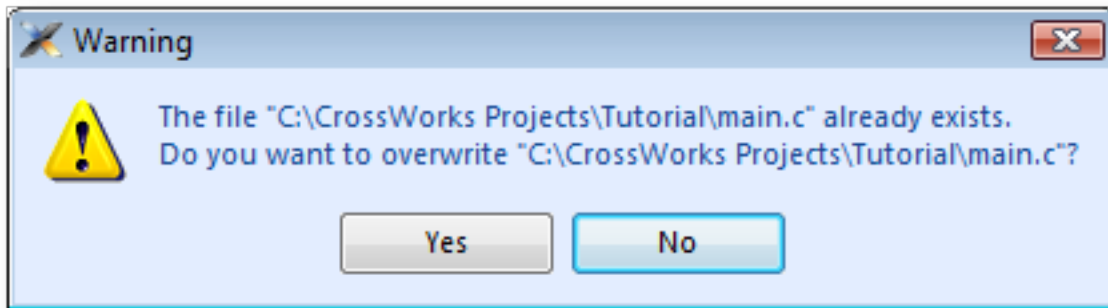 Warning
The file "C:\CrossWorks Projects\Tutorial\main.c" already exists.
Do you want to overwrite "C:\CrossWorks Projects\Tutorial\main.c"?
Yes No